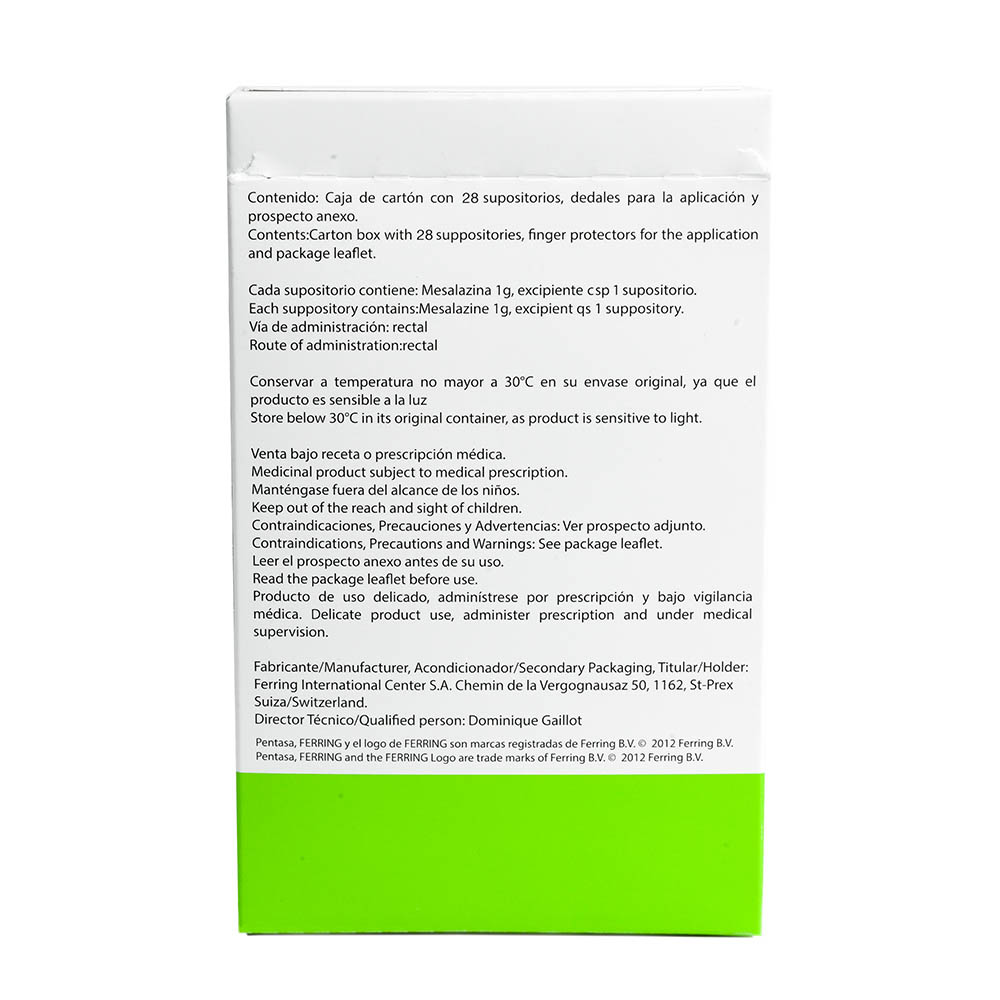 Contenido: Caja de cartón con 28 supositorios, dedales para la aplicación y
prospecto anexo.
Contents:Carton box with 28 suppositories, finger protectors for the application
and package leaflet.
Cada supositorio contiene: Mesalazina 1g, excipiente csp 1 supositorio.
Each suppository contains:Mesalazine 1g, excipient qs 1 suppository.
Vía de administración: rectal
Route of administration:rectal
Conservar a temperatura no mayor a 30°C en su envase original, ya que el
producto es sensible a la luz
Store below 30°C in its original container, as product is sensitive to light.
Venta bajo receta o prescripción médica.
Medicinal product subject to medical prescription.
Manténgase fuera del alcance de los niños.
Keep out of the reach and sight of children.
Contraindicaciones, Precauciones y Advertencias: Ver prospecto adjunto.
Contraindications, Precautions and Warnings: See package leaflet.
Leer el prospecto anexo antes de su uso.
Read the package leaflet before use.
Producto de uso delicado, adminístrese por prescripción y bajo vigilancia
médica. Delicate product use, administer prescription and under medical
supervision.
Fabricante/Manufacturer, Acondicionador/Secondary Packaging, Titular/Holder:
Ferring International Center S.A. Chemin de la Vergognausaz 50, 1162, St-Prex
Suiza/Switzerland.
Director Técnico/Qualified person: Dominique Gaillot
Pentasa, FERRING y el logo de FERRING son marcas registradas de Ferring B.V. © 2012 Ferring B.V.
Pentasa, FERRING and the FERRING Logo are trade marks of Ferring B.V. © 2012 Ferring B.V.